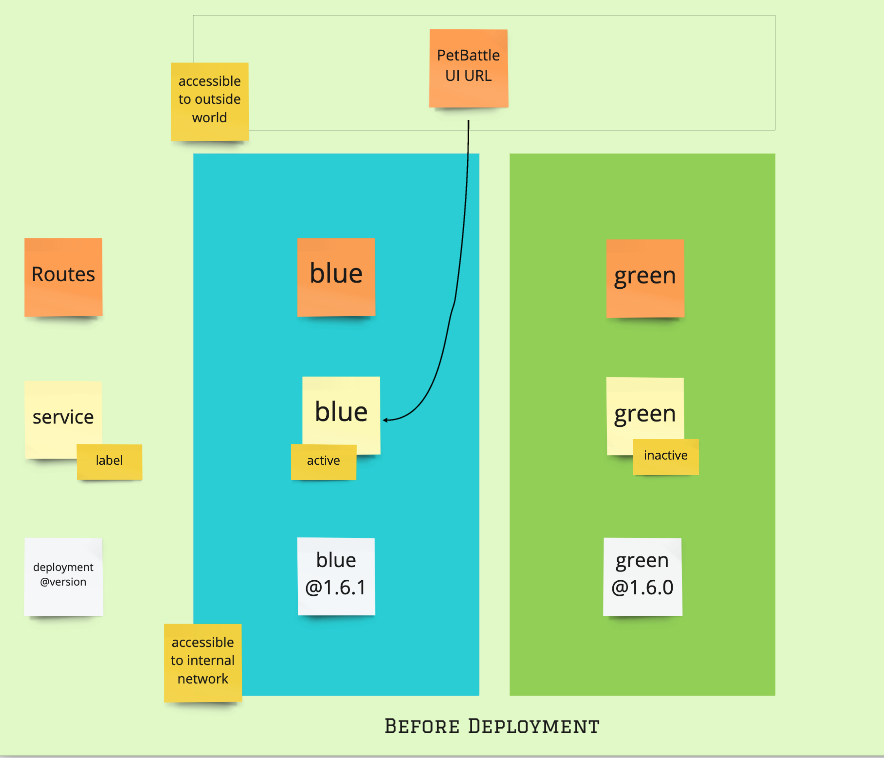 PetBattle
UI URL
accessible
to outside
world
Routes
blue
green
service
label
blue
active
green
inactive
deployment
@version
blue
@1.6.1
green
@1.6.0
accessible
to internal
network
Before Deployment